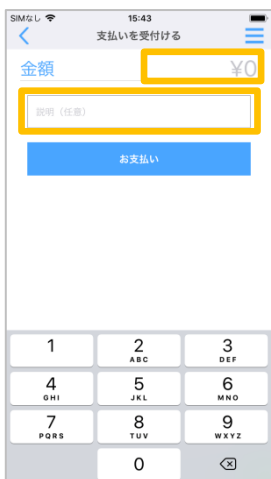 SIMなし 15:43
支払いを受付ける
金額 ¥0
説明（任意）
お支払い
1 2 3
ABC DEF
4 5 6
GHI JKL MNO
7 8 9
PQRS TUV WXYZ
0